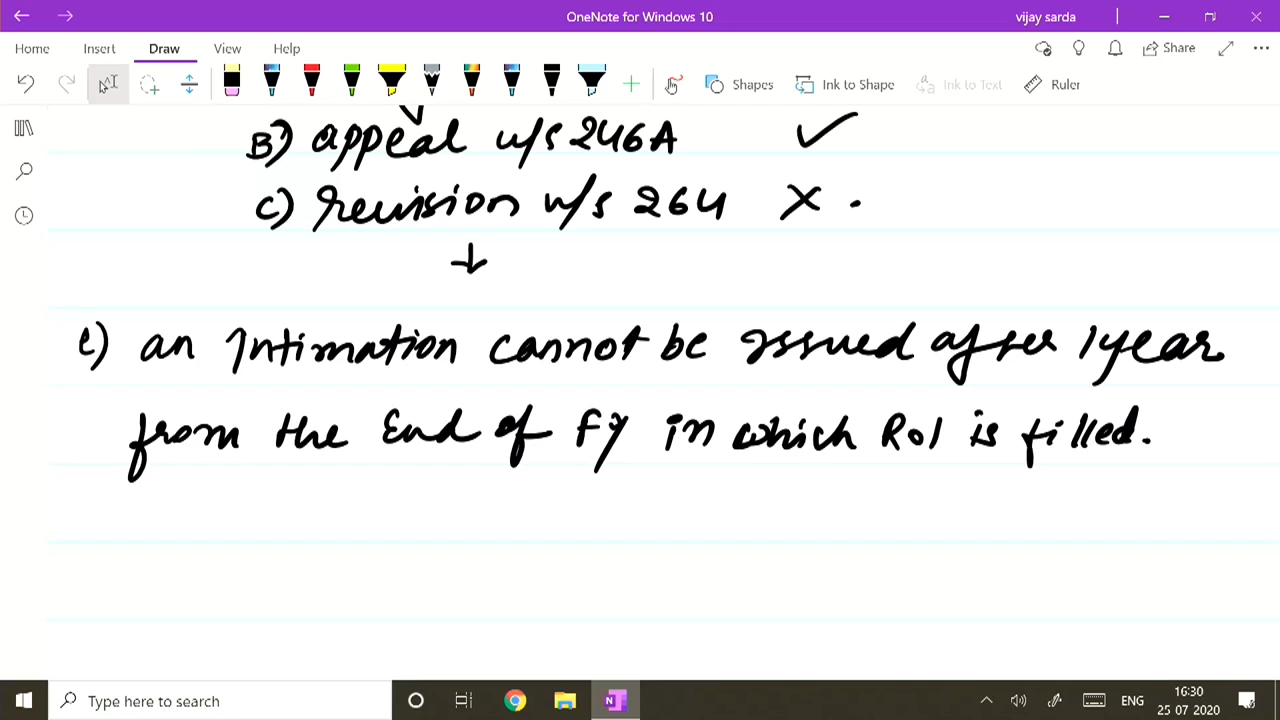 OneNote for Windows 10
vijay sarda
Home Insert Draw View Help
Share
Shapes Ink to Shape Ink to Text Ruler
B) appeal u/s 246A ✓
C) revision u/s 264 X .
↓
e) an Intimation cannot be issued after 1 year
from the End of FY in which RoI is filled.
Type here to search
ENG
16:30
25 07 2020